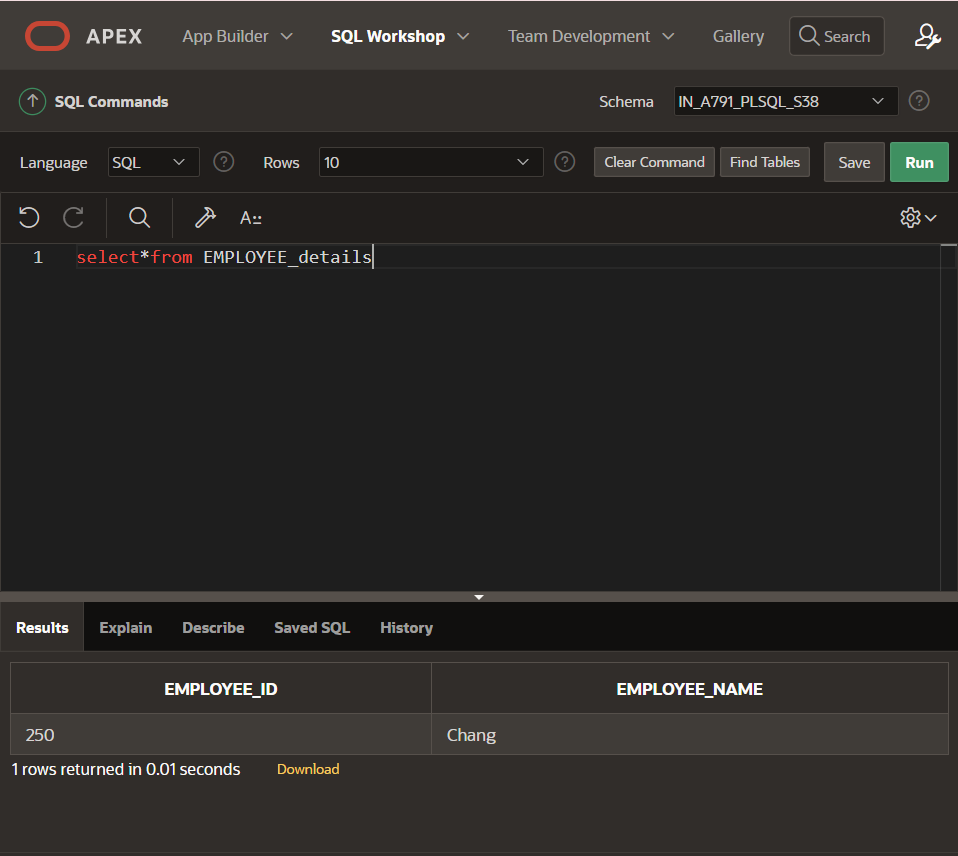 APEX App Builder SQL Workshop Team Development Gallery Search
SQL Commands Schema IN_A791_PLSQL_S38 ?
Language SQL ? Rows 10 ? Clear Command Find Tables Save Run
A::
1 select*from EMPLOYEE_details
Results Explain Describe Saved SQL History
EMPLOYEE_ID EMPLOYEE_NAME
250 Chang
1 rows returned in 0.01 seconds Download